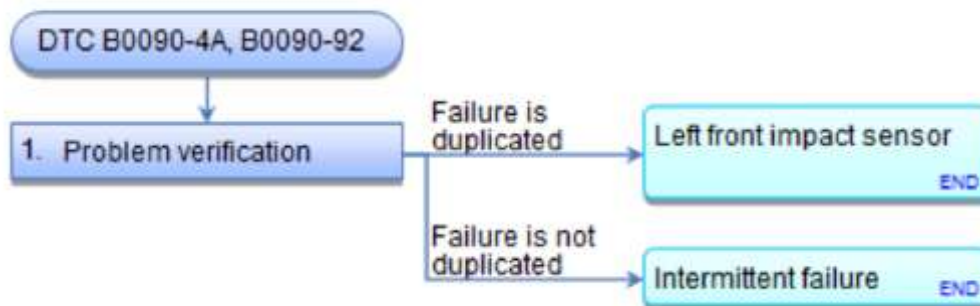 DTC B0090-4A, B0090-92
1. Problem verification
Failure is
duplicated
Left front impact sensor
END
Failure is not
duplicated
Intermittent failure
END